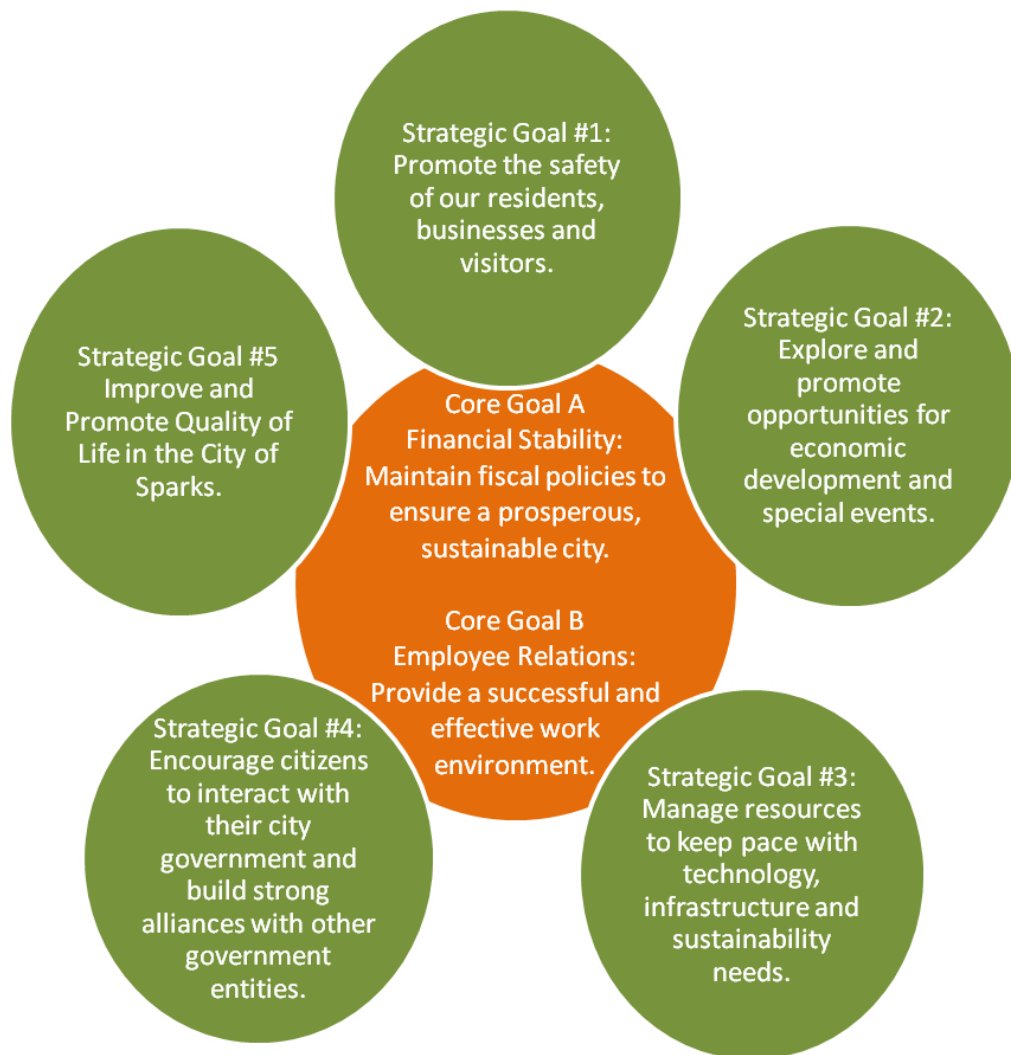 Strategic Goal #1:
Promote the safety
of our residents,
businesses and
visitors.
Strategic Goal #2:
Explore and
promote
opportunities for
economic
development and
special events.
Strategic Goal #3:
Manage resources
to keep pace with
technology,
infrastructure and
sustainability
needs.
Strategic Goal #4:
Encourage citizens
to interact with
their city
government and
build strong
alliances with other
government
entities.
Strategic Goal #5
Improve and
Promote Quality of
Life in the City of
Sparks.
Core Goal A
Financial Stability:
Maintain fiscal policies to
ensure a prosperous,
sustainable city.
Core Goal B
Employee Relations:
Provide a successful and
effective work
environment.